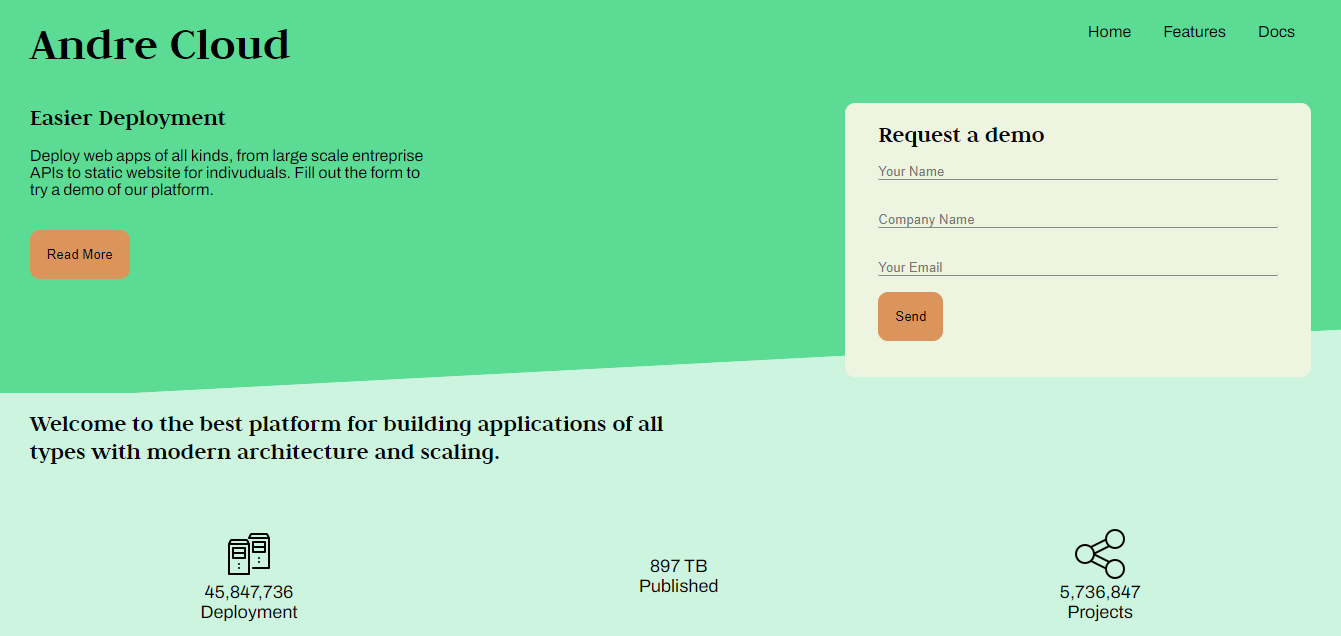 Andre Cloud
Home Features Docs
Easier Deployment
Deploy web apps of all kinds, from large scale entreprise
APIs to static website for indivuduals. Fill out the form to
try a demo of our platform.
Read More
Request a demo
Your Name
Company Name
Your Email
Send
Welcome to the best platform for building applications of all
types with modern architecture and scaling.
45,847,736
Deployment
897 TB
Published
5,736,847
Projects